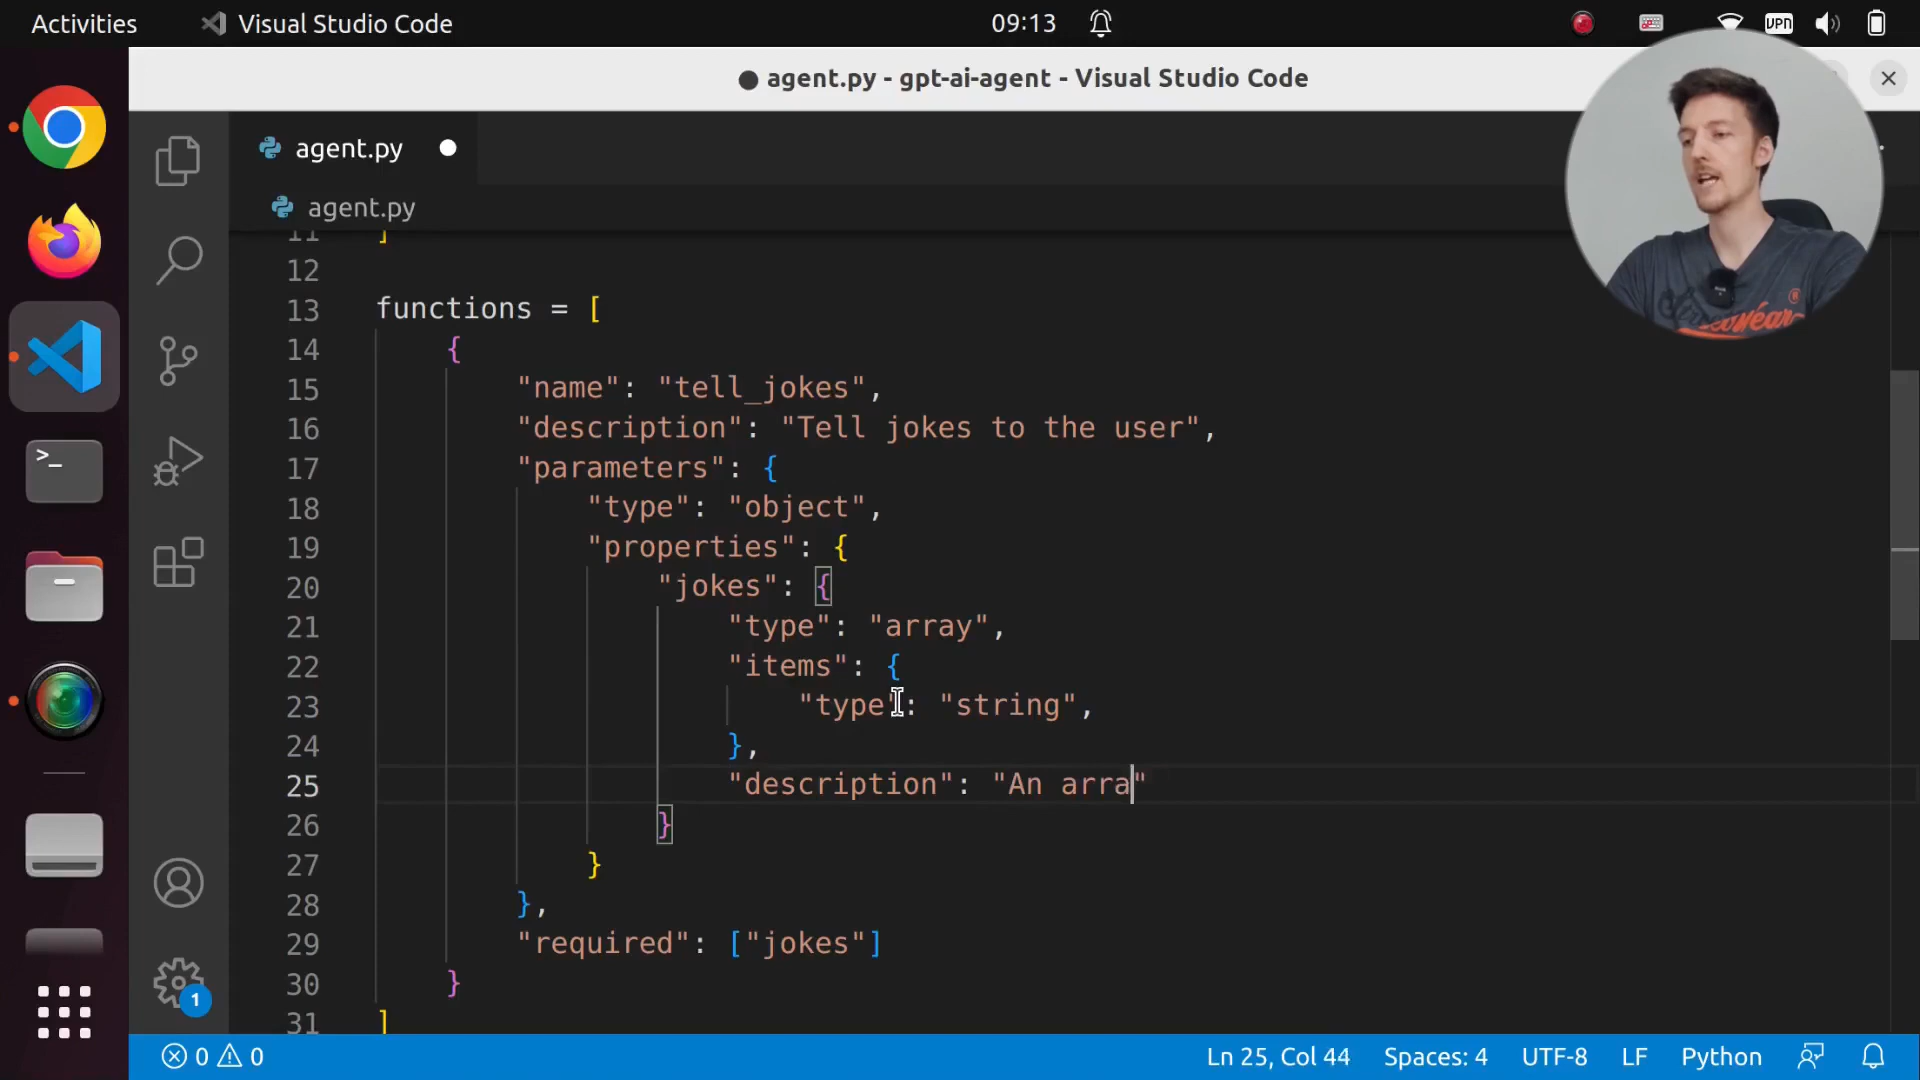 Activities
Visual Studio Code
09:13
VPN
agent.py - gpt-ai-agent - Visual Studio Code
agent.py
agent.py
11 ]
12
13 functions = [
14 {
15 "name": "tell_jokes",
16 "description": "Tell jokes to the user",
17 "parameters": {
18 "type": "object",
19 "properties": {
20 "jokes": {
21 "type": "array",
22 "items": {
23 "type": "string",
24 },
25 "description": "An arra"
26 }
27 }
28 },
29 "required": ["jokes"]
30 }
31 ]
>_
1
0 0
Ln 25, Col 44
Spaces: 4
UTF-8
LF
Python